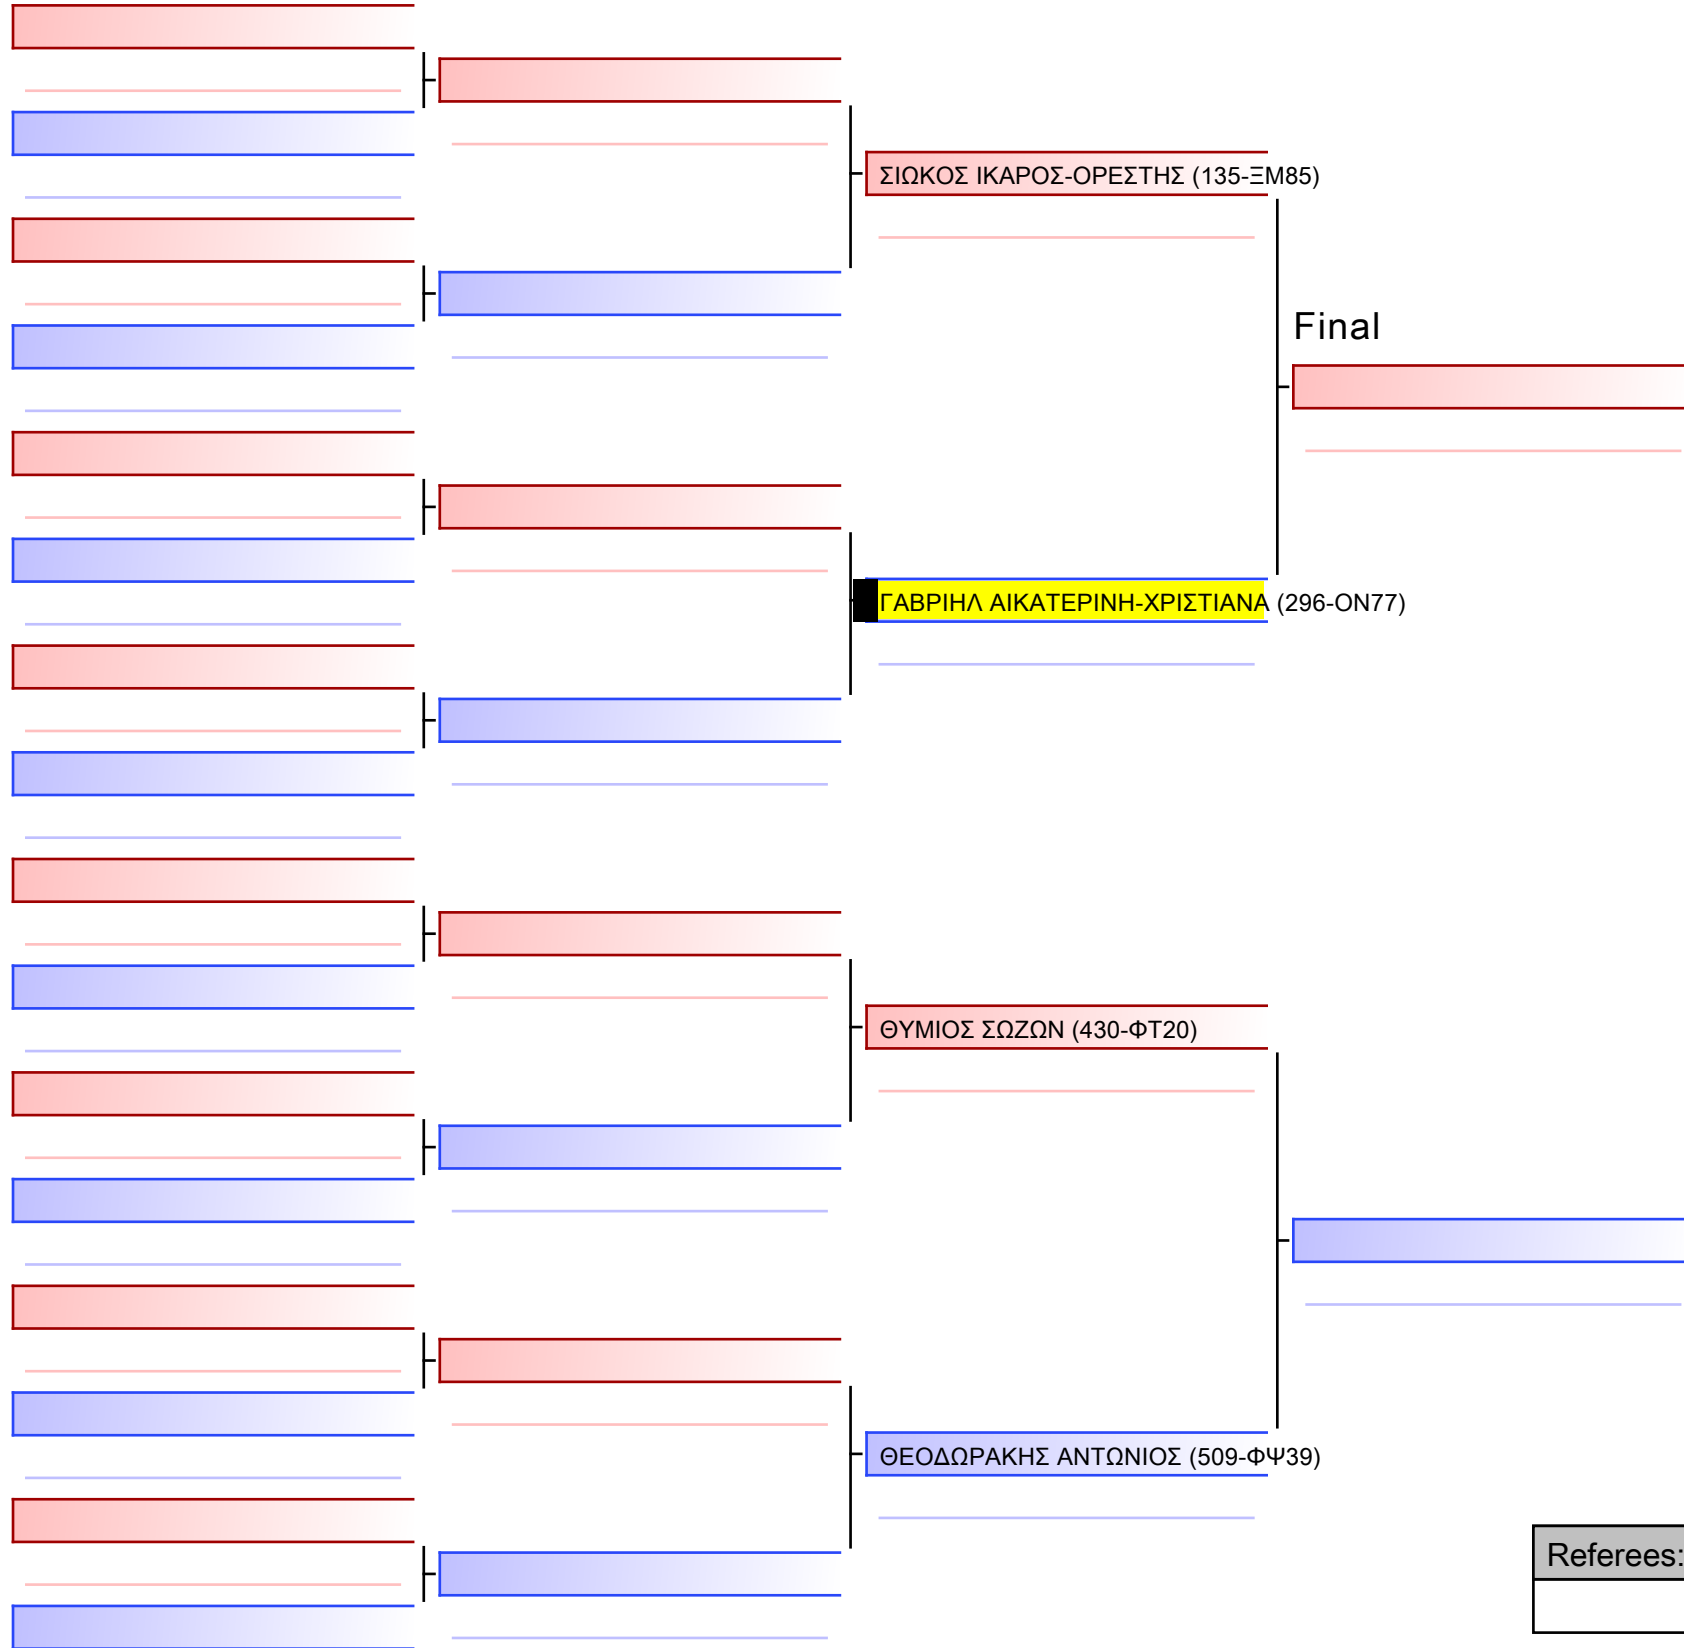 ΣΙΩΚΟΣ ΙΚΑΡΟΣ-ΟΡΕΣΤΗΣ (135-ΞΜ85)
Final
ΓΑΒΡΙΗΛ ΑΙΚΑΤΕΡΙΝΗ-ΧΡΙΣΤΙΑΝΑ (296-ΟΝ77)
ΘΥΜΙΟΣ ΣΩΖΩΝ (430-ΦΤ20)
ΘΕΟΔΩΡΑΚΗΣ ΑΝΤΩΝΙΟΣ (509-ΦΨ39)
Referees: